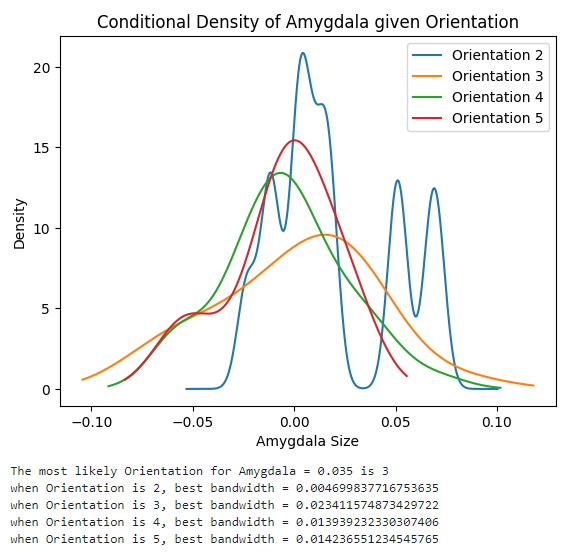 Conditional Density of Amygdala given Orientation
Orientation 2
Orientation 3
Orientation 4
Orientation 5
Density
20
15
10
5
0
−0.10
−0.05
0.00
0.05
0.10
Amygdala Size
The most likely Orientation for Amygdala = 0.035 is 3
when Orientation is 2, best bandwidth = 0.004699837716753635
when Orientation is 3, best bandwidth = 0.023411574873429722
when Orientation is 4, best bandwidth = 0.013939232330307406
when Orientation is 5, best bandwidth = 0.014236551234545765